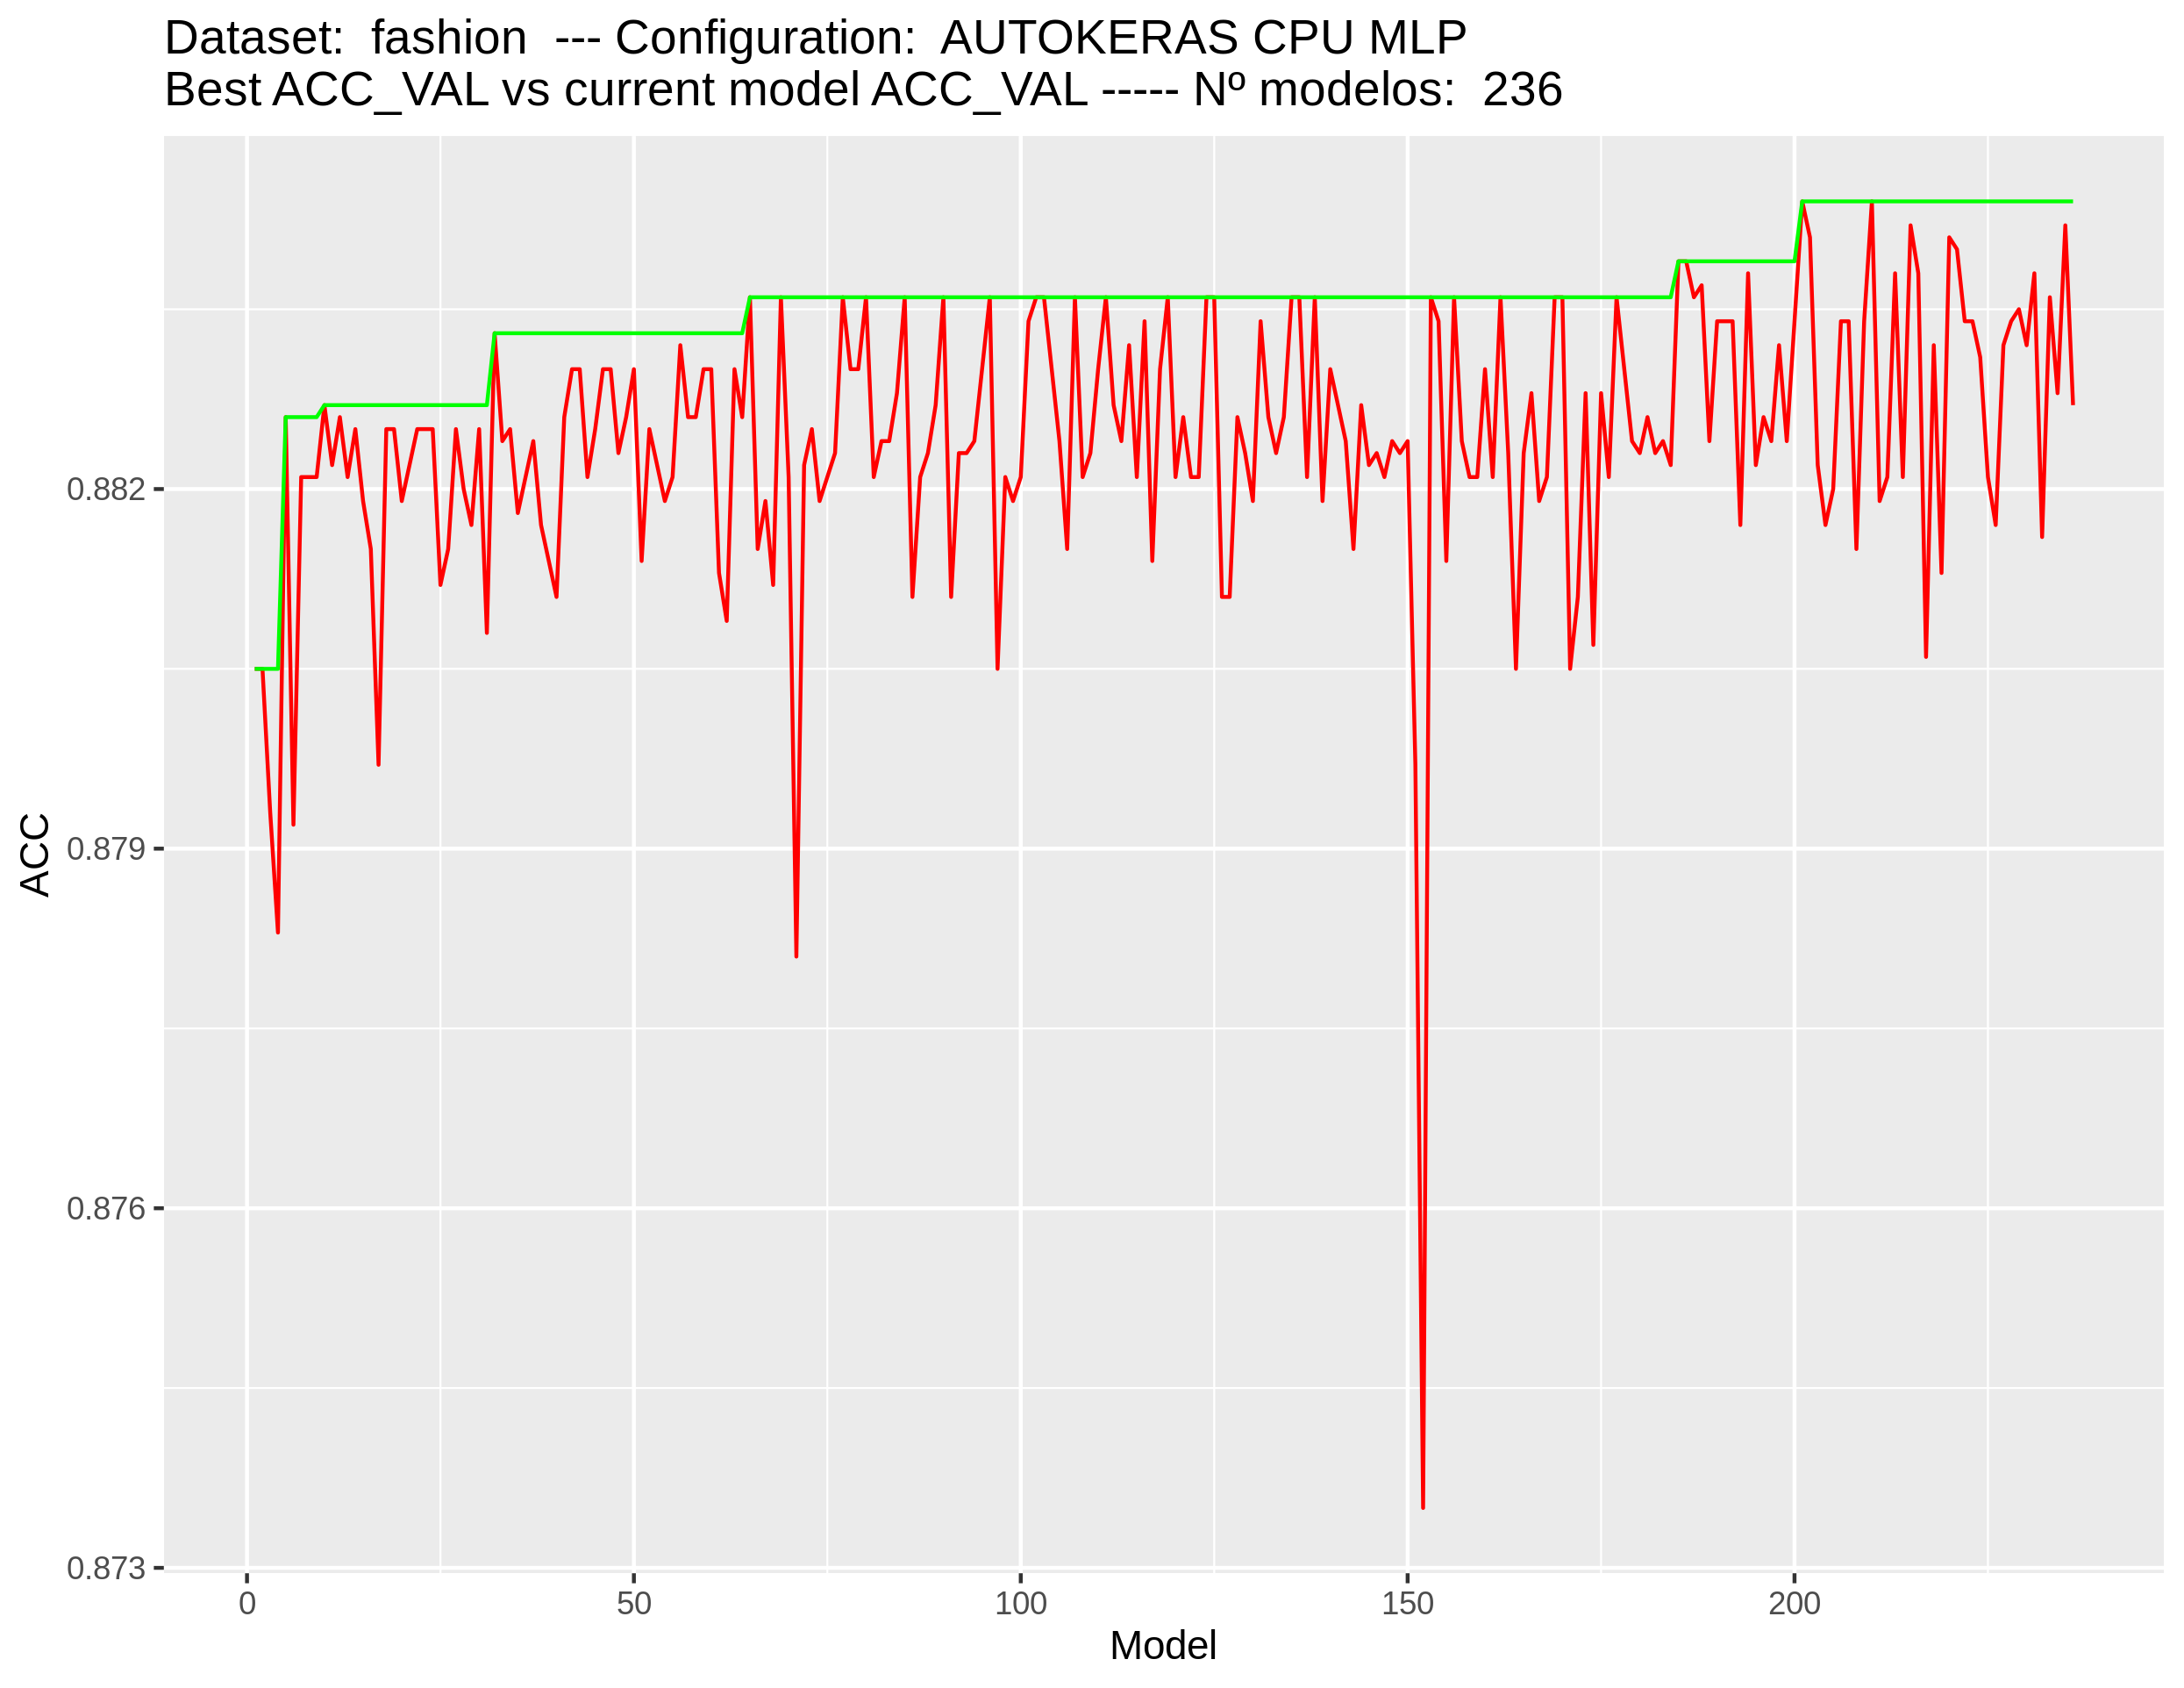 Dataset:  fashion  --- Configuration:  AUTOKERAS CPU MLP
Best ACC_VAL vs current model ACC_VAL ----- Nº modelos:  236
ACC
0.882
0.879
0.876
0.873
0
50
100
150
200
Model